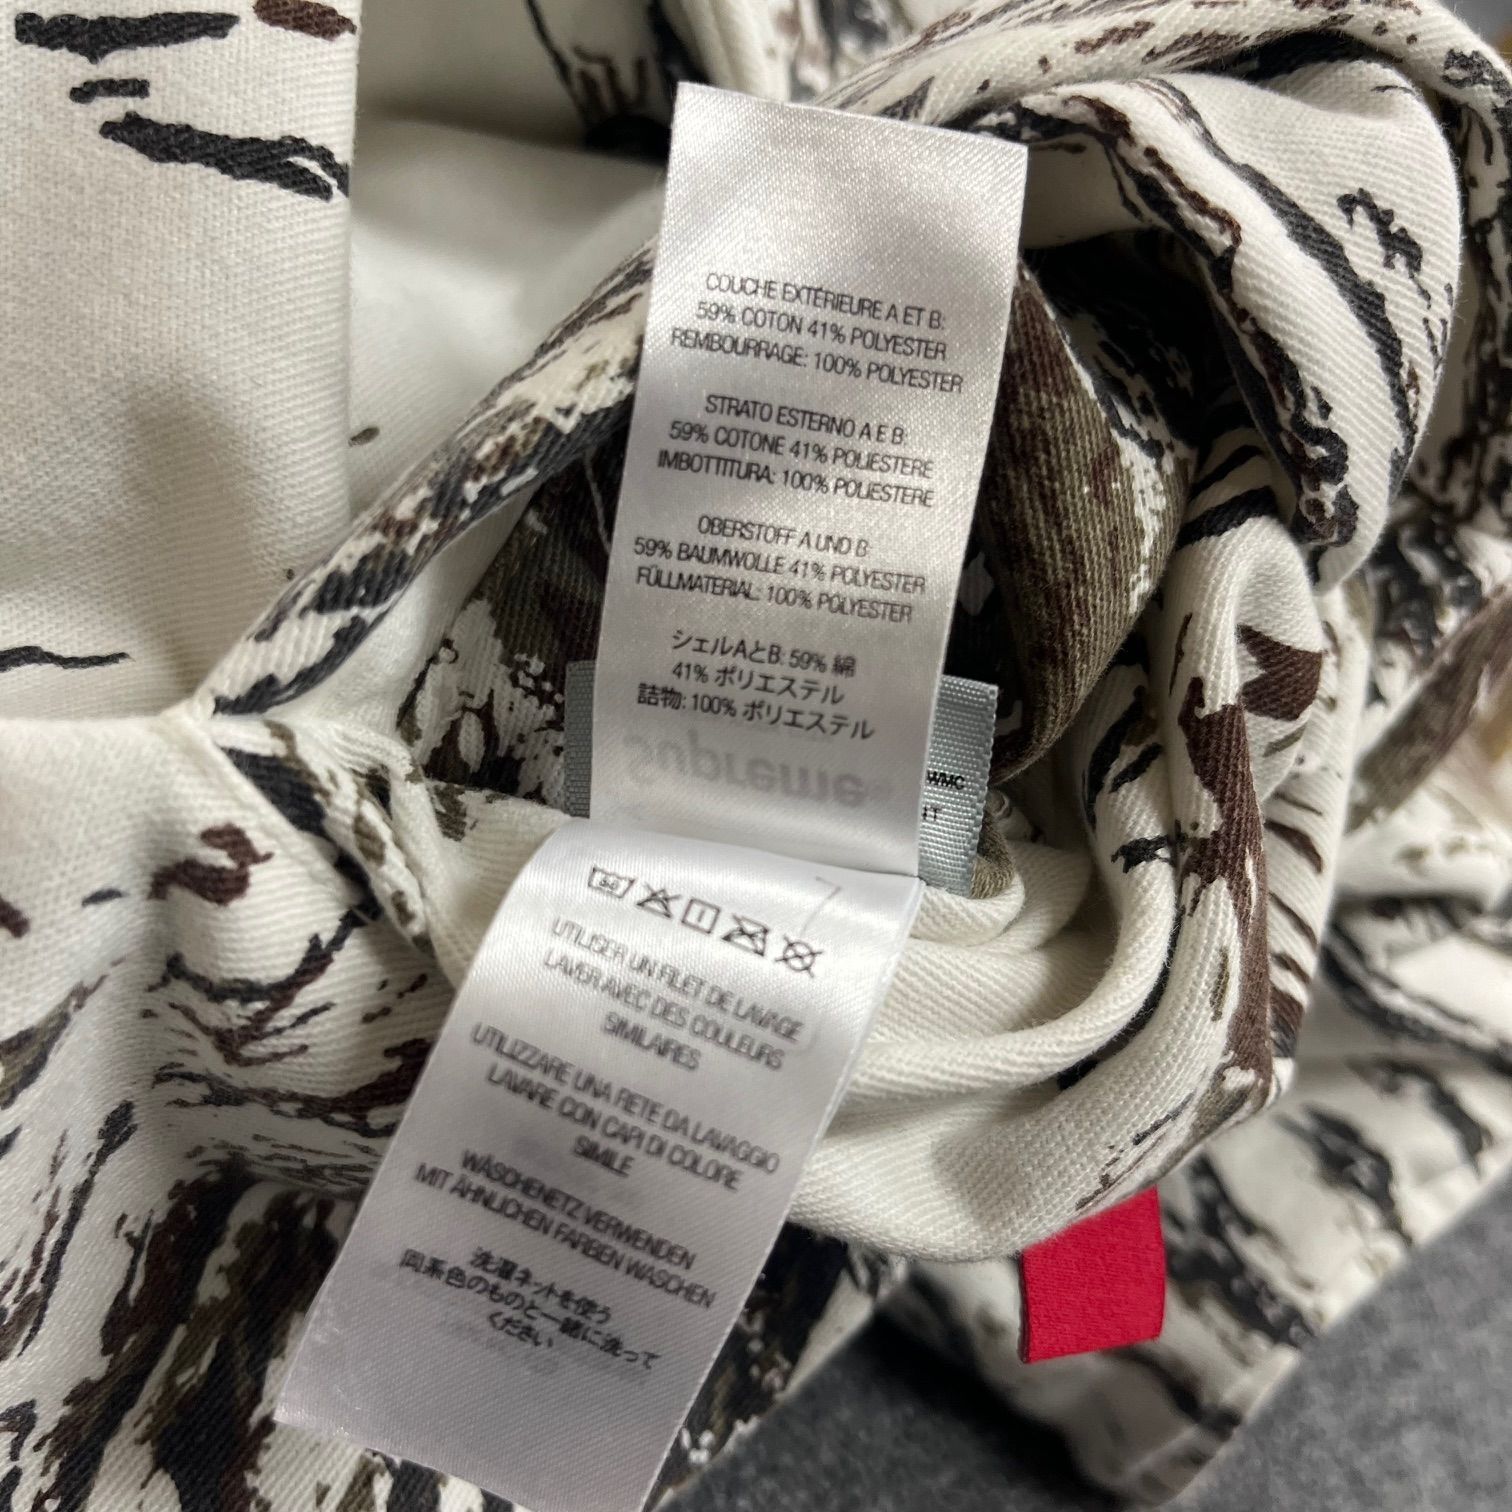 COUCHE EXTÉRIEURE A ET B:
59% COTON 41% POLYESTER
REMBOURRAGE: 100% POLYESTER
STRATO ESTERNO A E B:
59% COTONE 41% POLIESTERE
IMBOTTITURA: 100% POLIESTERE
OBERSTOFF A UND B:
59% BAUMWOLLE 41% POLYESTER
FÜLLMATERIAL: 100% POLYESTER
シェルAとB: 59% 綿
41% ポリエステル
詰物: 100% ポリエステル
Supreme
WMC
UTILISER UN FILET DE LAVAGE
LAVER AVEC DES COULEURS
SIMILAIRES
UTILIZZARE UNA RETE DA LAVAGGIO
LAVARE CON CAPI DI COLORE
SIMILE
WÄSCHENETZ VERWENDEN
MIT ÄHNLICHEN FARBEN WASCHEN
洗濯ネットを使う
同系色のものと一緒に洗って
ください